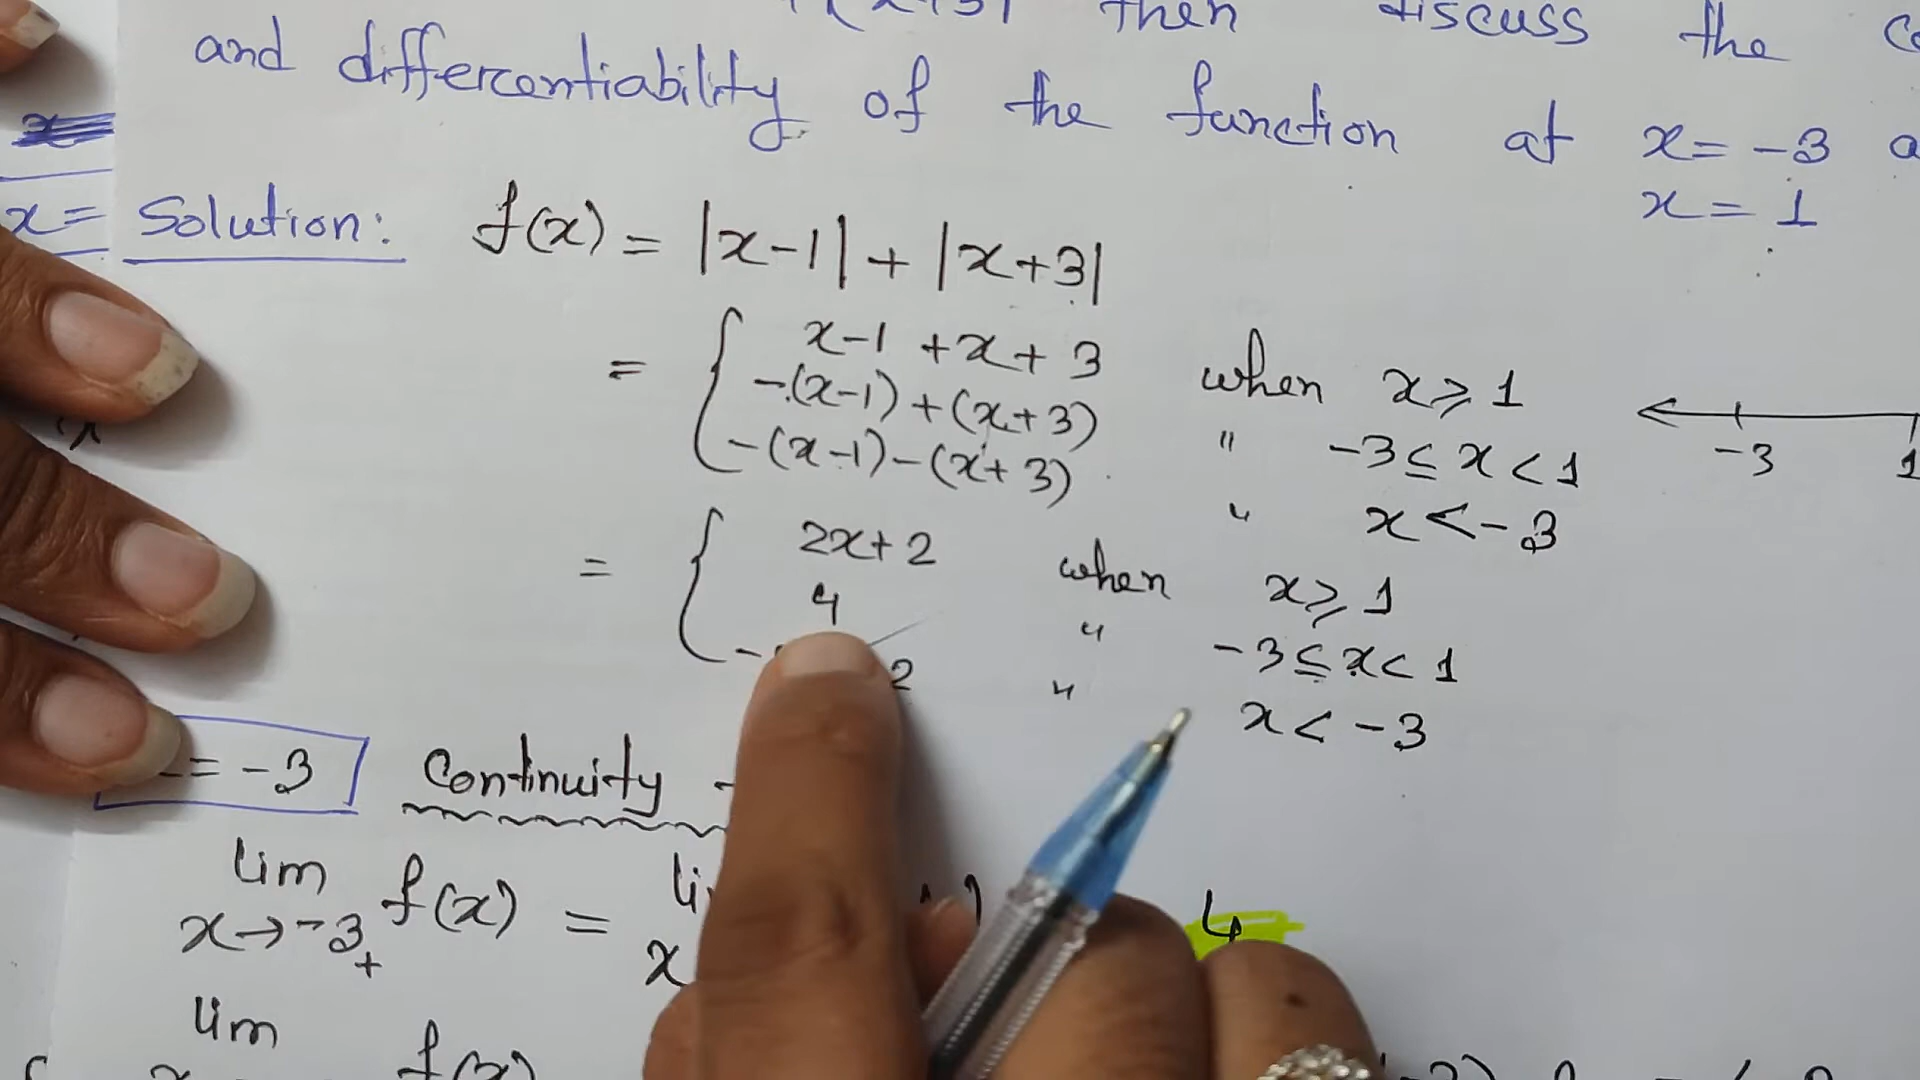 then discuss the
and differentiability of the function at x = -3
x = 1
x =
Solution: f(x) = |x-1| + |x+3|
= { x-1 + x + 3 when x ⩾ 1
-(x-1) + (x+3) " -3 ≤ x < 1
-(x-1) - (x+3) " x < -3
-3 1
= { 2x + 2 when x ⩾ 1
4 " -3 ≤ x < 1
- 2 " x < -3
= -3 Continuity -
lim x→-3+ f(x) = x 4
lim f(x)